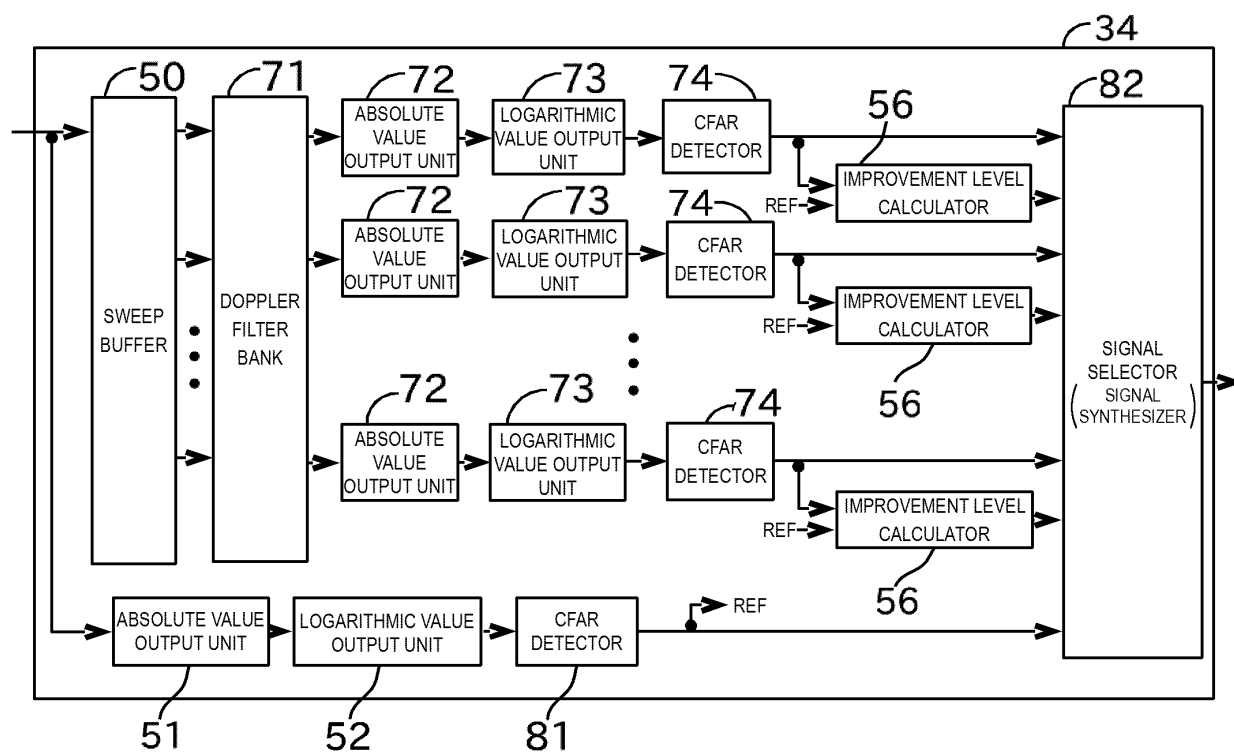 34
50
71
72
73
74
82
SWEEP
BUFFER
DOPPLER
FILTER
BANK
ABSOLUTE
VALUE
OUTPUT UNIT
LOGARITHMIC
VALUE OUTPUT
UNIT
CFAR
DETECTOR
56
IMPROVEMENT LEVEL
CALCULATOR
REF
72
73
74
ABSOLUTE
VALUE
OUTPUT UNIT
LOGARITHMIC
VALUE OUTPUT
UNIT
CFAR
DETECTOR
IMPROVEMENT LEVEL
CALCULATOR
REF
56
72
73
74
ABSOLUTE
VALUE
OUTPUT UNIT
LOGARITHMIC
VALUE OUTPUT
UNIT
CFAR
DETECTOR
IMPROVEMENT LEVEL
CALCULATOR
REF
56
SIGNAL
SELECTOR
(SIGNAL
SYNTHESIZER)
ABSOLUTE VALUE
OUTPUT UNIT
LOGARITHMIC VALUE
OUTPUT UNIT
CFAR
DETECTOR
REF
51
52
81